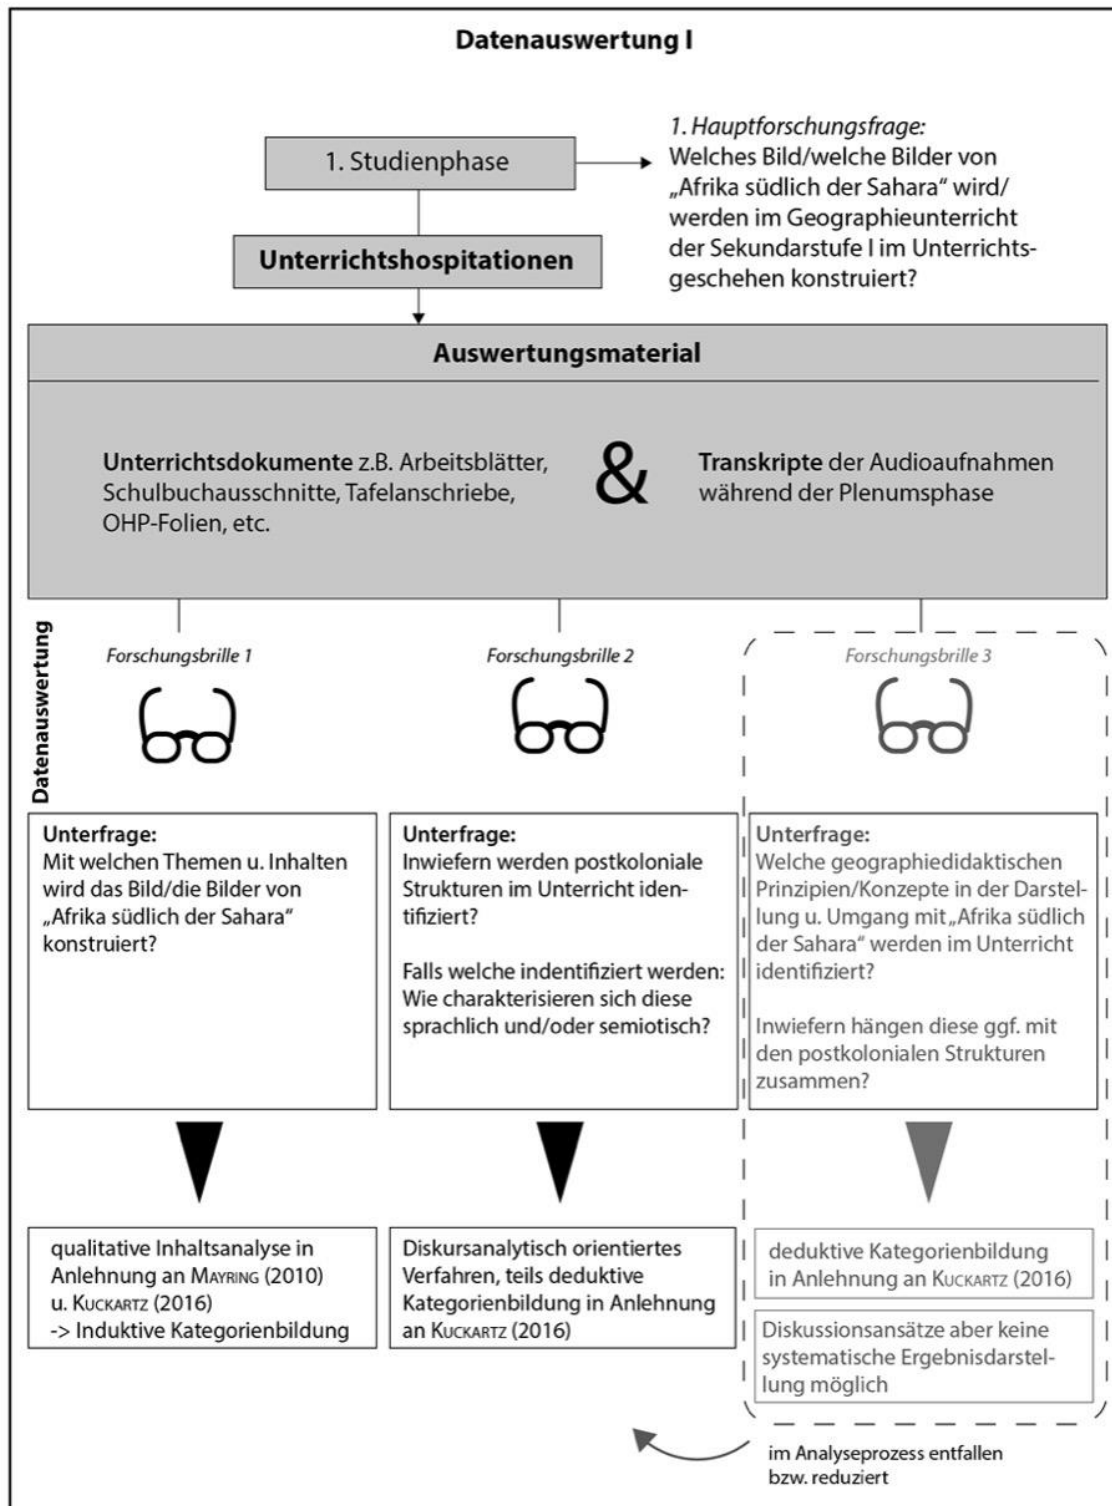 Datenauswertung I
1. Studienphase
1. Hauptforschungsfrage:
Welches Bild/welche Bilder von
„Afrika südlich der Sahara“ wird/
werden im Geographieunterricht
der Sekundarstufe I im Unterrichts-
geschehen konstruiert?
Unterrichtshospitationen
Auswertungsmaterial
Unterrichtsdokumente z.B. Arbeitsblätter,
Schulbuchausschnitte, Tafelanschriebe,
OHP-Folien, etc.
&
Transkripte der Audioaufnahmen
während der Plenumsphase
Datenauswertung
Forschungsbrille 1
Unterfrage:
Mit welchen Themen u. Inhalten
wird das Bild/die Bilder von
„Afrika südlich der Sahara“
konstruiert?
qualitative Inhaltsanalyse in
Anlehnung an MAYRING (2010)
u. KUCKARTZ (2016)
-> Induktive Kategorienbildung
Forschungsbrille 2
Unterfrage:
Inwiefern werden postkoloniale
Strukturen im Unterricht iden-
tifiziert?
Falls welche indentifiziert werden:
Wie charakterisieren sich diese
sprachlich und/oder semiotisch?
Diskursanalytisch orientiertes
Verfahren, teils deduktive
Kategorienbildung in Anlehnung
an KUCKARTZ (2016)
Forschungsbrille 3
Unterfrage:
Welche geographiedidaktischen
Prinzipien/Konzepte in der Darstel-
lung u. Umgang mit „Afrika südlich
der Sahara“ werden im Unterricht
identifiziert?
Inwiefern hängen diese ggf. mit
den postkolonialen Strukturen
zusammen?
deduktive Kategorienbildung
in Anlehnung an KUCKARTZ (2016)
Diskussionsansätze aber keine
systematische Ergebnisdarstel-
lung möglich
im Analyseprozess entfallen
bzw. reduziert